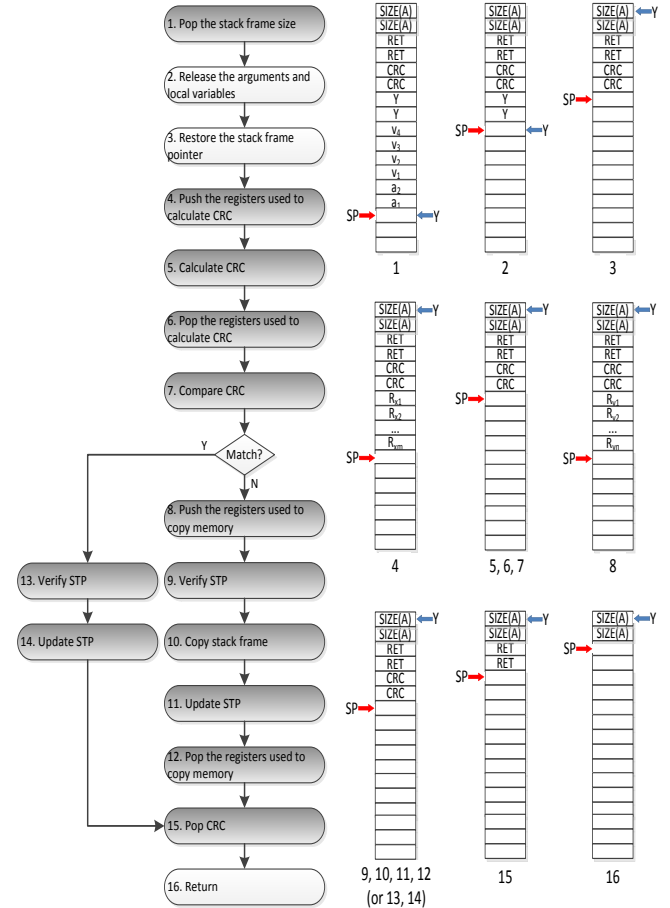 1. Pop the stack frame size
2. Release the arguments and
local variables
3. Restore the stack frame
pointer
4. Push the registers used to
calculate CRC
5. Calculate CRC
6. Pop the registers used to
calculate CRC
7. Compare CRC
Match?
Y
N
8. Push the registers used to
copy memory
13. Verify STP
9. Verify STP
14. Update STP
10. Copy stack frame
11. Update STP
12. Pop the registers used to
copy memory
15. Pop CRC
16. Return
SIZE(A)
SIZE(A)
RET
RET
CRC
CRC
Y
Y
v4
v3
v2
v1
a2
a1
SP
Y
1
SIZE(A)
SIZE(A)
RET
RET
CRC
CRC
Y
Y
SP
Y
2
SIZE(A)
Y
SIZE(A)
RET
RET
CRC
CRC
SP
3
SIZE(A)
Y
SIZE(A)
RET
RET
CRC
CRC
Rx1
Rx2
...
Rxm
SP
4
SIZE(A)
Y
SIZE(A)
RET
RET
CRC
CRC
SP
5, 6, 7
SIZE(A)
Y
SIZE(A)
RET
RET
CRC
CRC
Rv1
Rv2
...
Rvn
SP
8
SIZE(A)
Y
SIZE(A)
RET
RET
CRC
CRC
SP
9, 10, 11, 12
(or 13, 14)
SIZE(A)
Y
SIZE(A)
RET
RET
SP
15
SIZE(A)
Y
SIZE(A)
SP
16